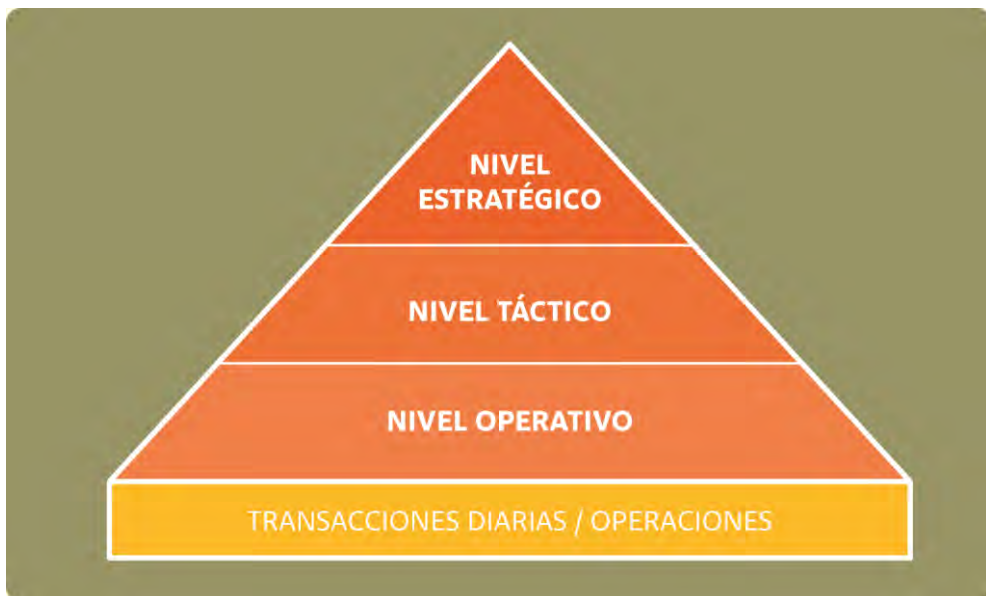 NIVEL
ESTRATÉGICO
NIVEL TÁCTICO
NIVEL OPERATIVO
TRANSACCIONES DIARIAS / OPERACIONES